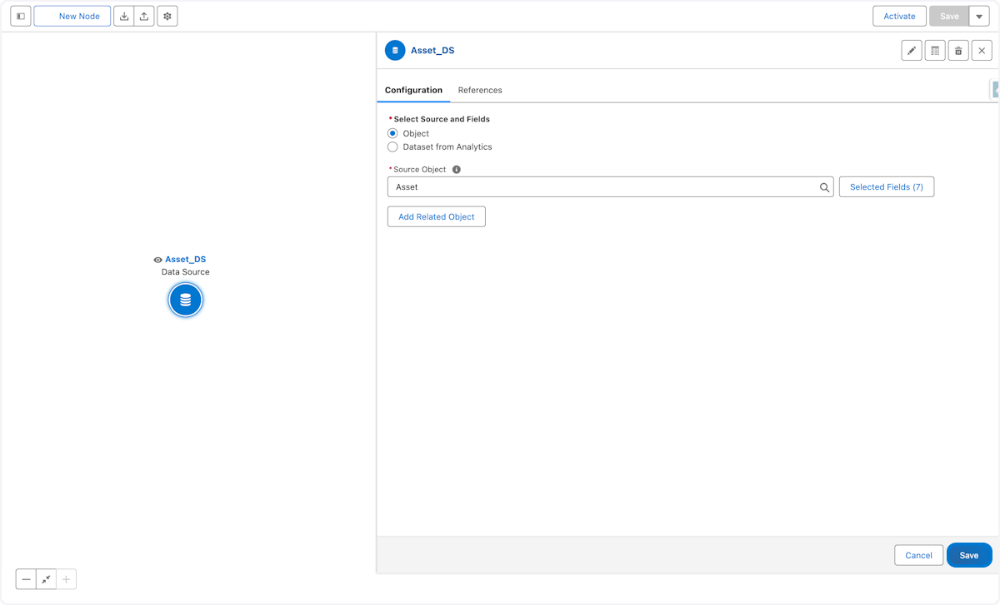 New Node
Activate
Save
Asset_DS
Configuration
References
* Select Source and Fields
Object
Dataset from Analytics
* Source Object
Asset
Selected Fields (7)
Add Related Object
Asset_DS
Data Source
Cancel
Save